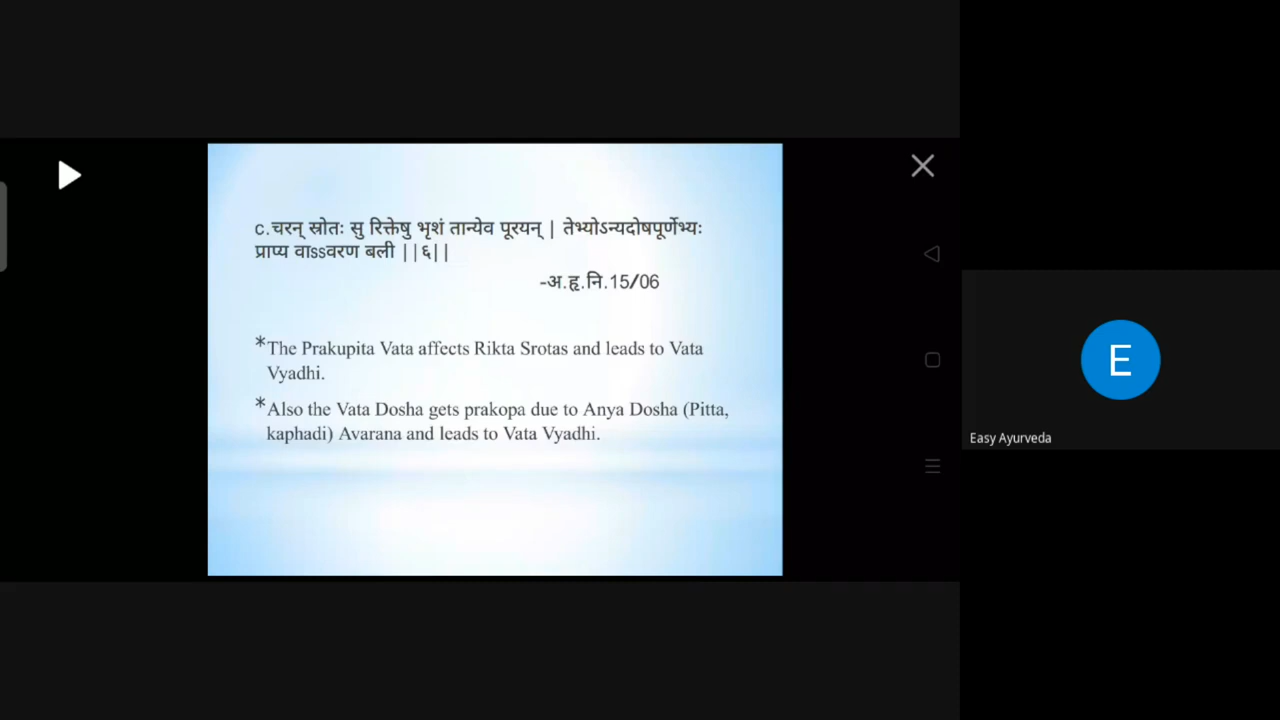 c.चरन् स्रोतः सु रिक्तेषु भृशं तान्येव पूरयन् | तेभ्योऽन्यदोषपूर्णेभ्यः
प्राप्य वाssवरण बली ||६||
-अ.हृ.नि.15/06
*The Prakupita Vata affects Rikta Srotas and leads to Vata
Vyadhi.
*Also the Vata Dosha gets prakopa due to Anya Dosha (Pitta,
kaphadi) Avarana and leads to Vata Vyadhi.
E
Easy Ayurveda